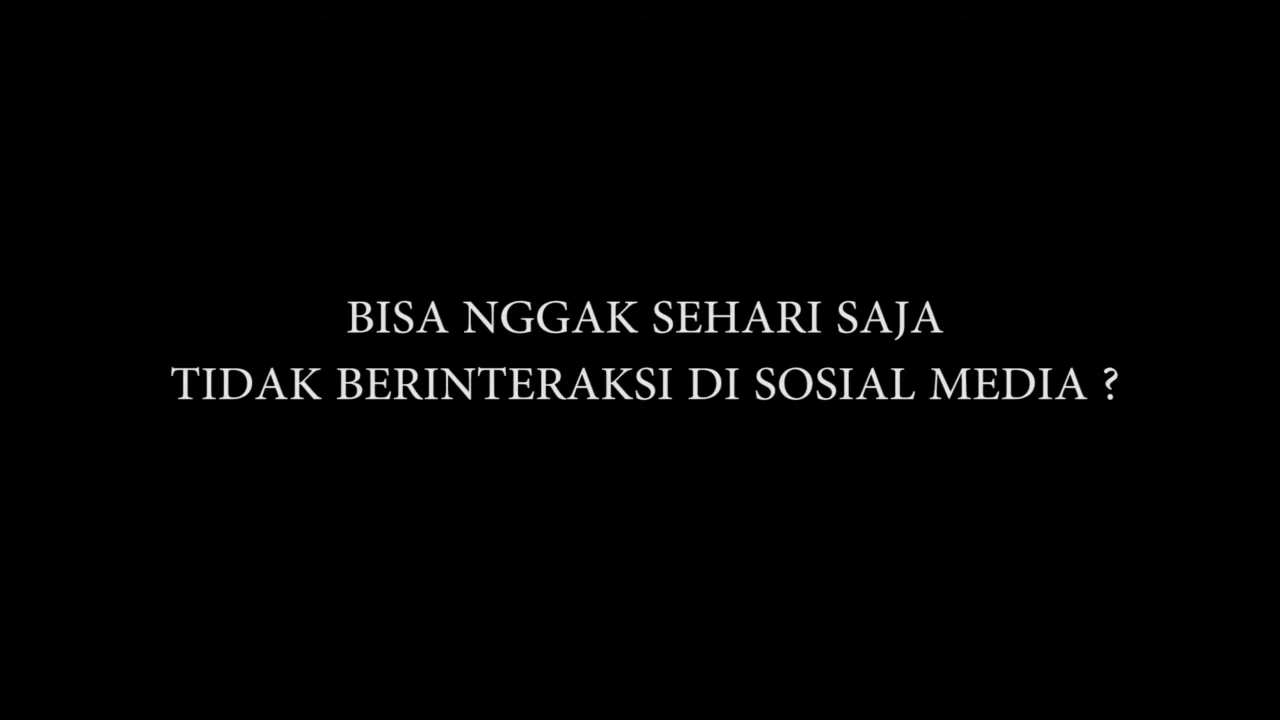 BISA NGGAK SEHARI SAJA
TIDAK BERINTERAKSI DI SOSIAL MEDIA ?